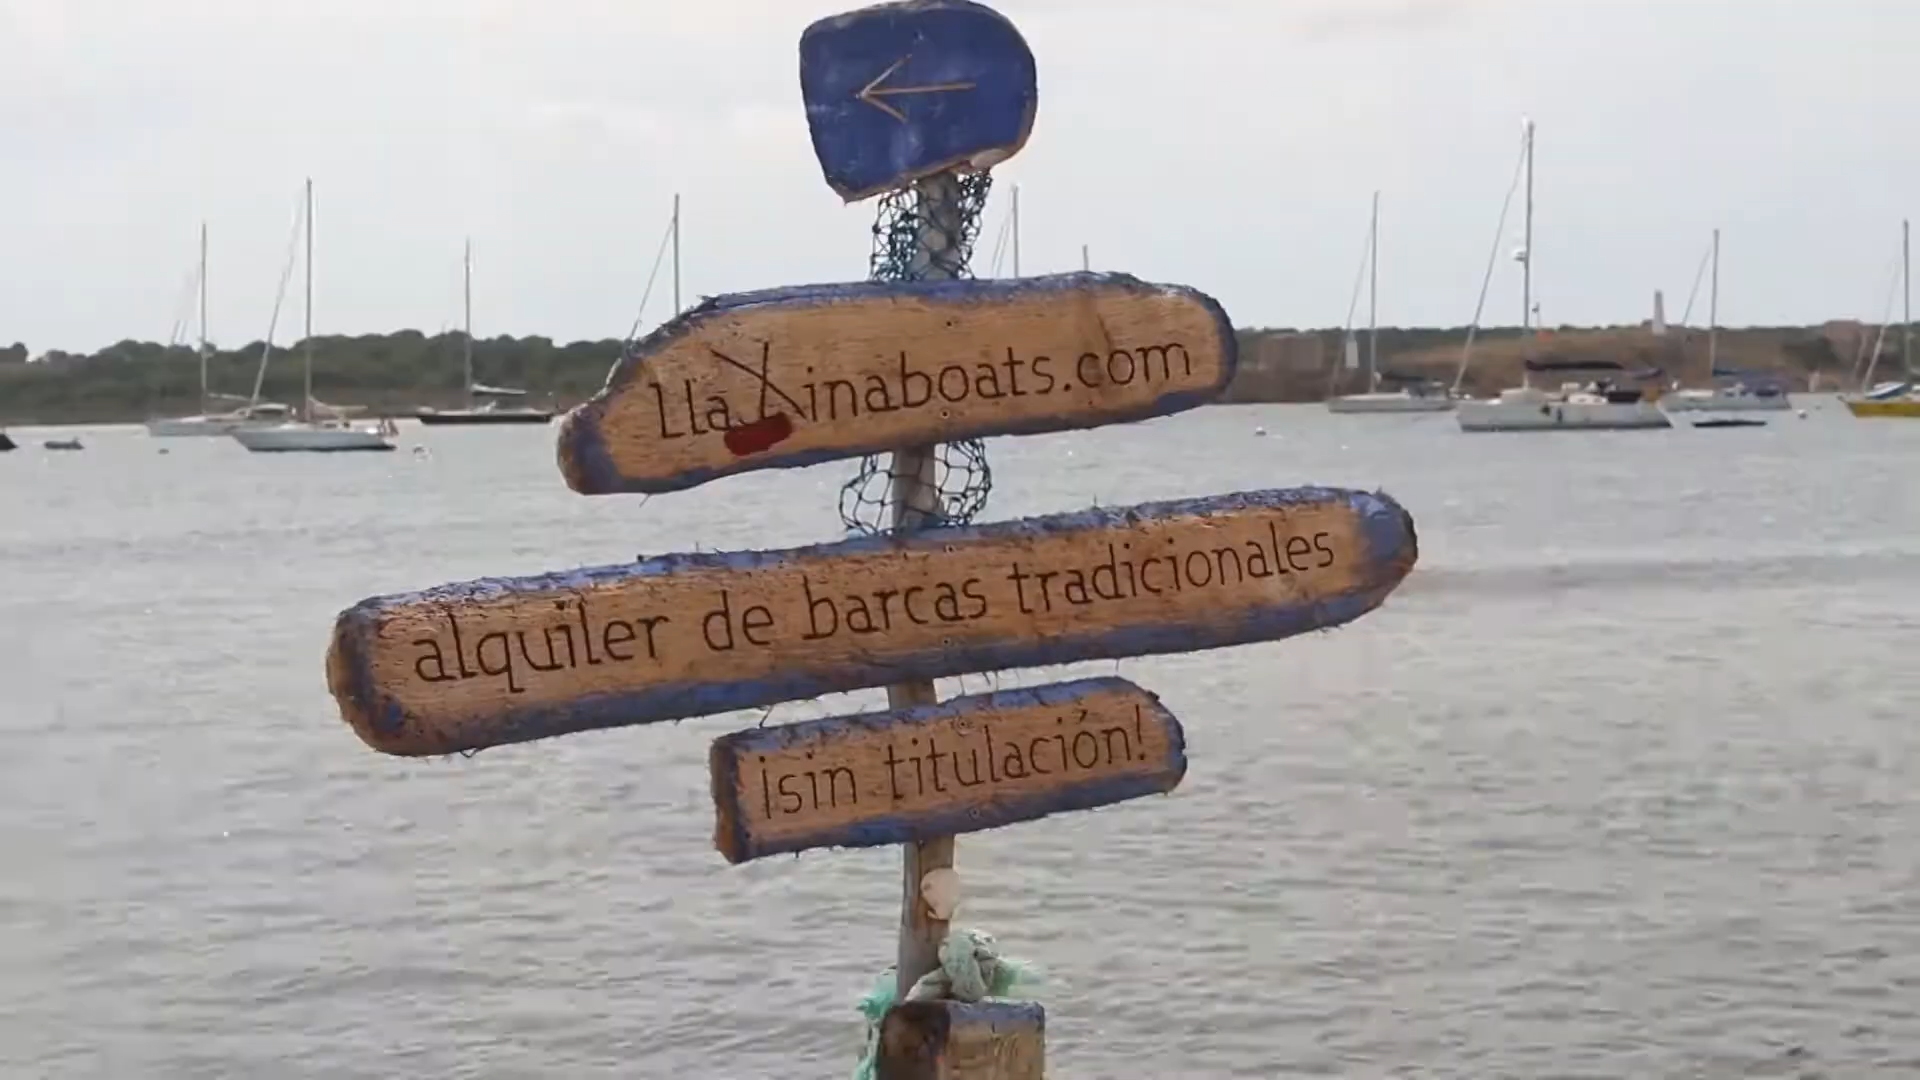 llaXinaboats.com
alquiler de barcas tradicionales
¡sin titulación!